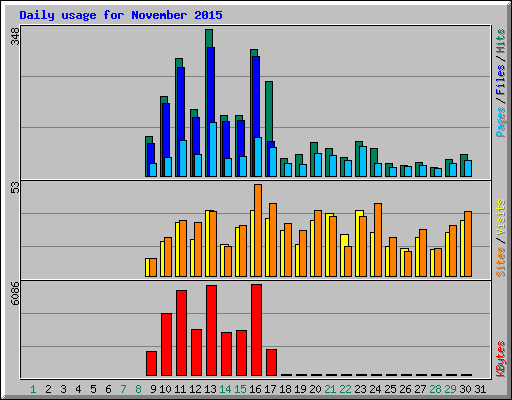 Daily usage for November 2015
348
Pages / Files / Hits
53
Sites / Visits
6086
KBytes
1 2 3 4 5 6 7 8 9 10 11 12 13 14 15 16 17 18 19 20 21 22 23 24 25 26 27 28 29 30 31